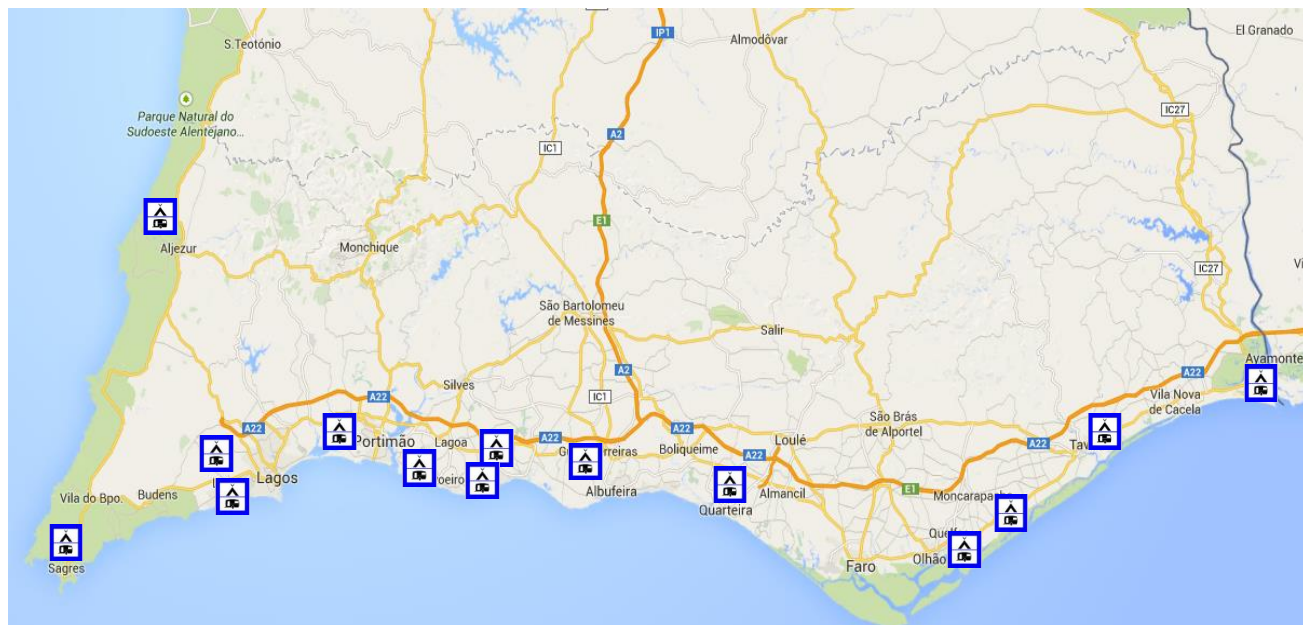 IP1
El Granado
S.Teotónio
Almodôvar
Parque Natural do
Sudoeste Alentejano...
IC27
A2
IC1
IC27
E1
Aljezur
Monchique
IC27
São Bartolomeu
de Messines
Salir
Ayamonte
A2
A22
Silves
A22
IC1
Vila Nova
de Cacela
São Brás
de Alportel
A22
Portimão
Lagoa
A22
A22
Loulé
A22
Boliqueime
A22
Lagos
Vila do Bpo.
Budens
Albufeira
Almancil
E1
Quarteira
Olhão
Faro
Sagres